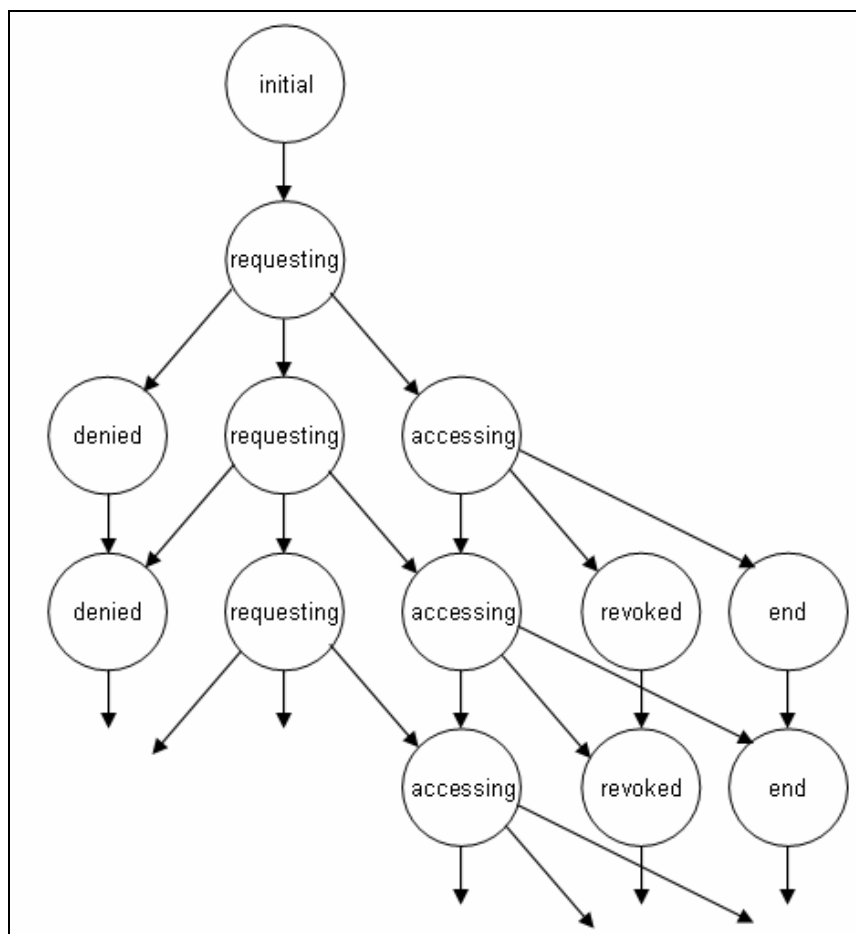 initial
requesting
denied
requesting
accessing
denied
requesting
accessing
revoked
end
accessing
revoked
end